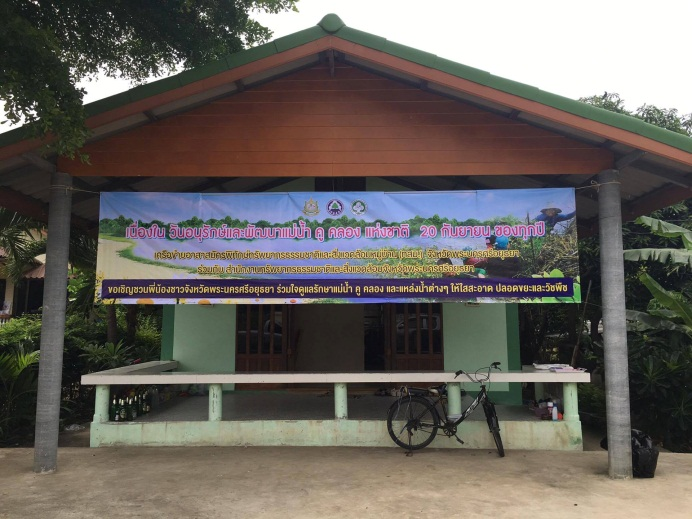 เนื่องใน วันอนุรักษ์และพัฒนาแม่น้ำ คู คลอง แห่งชาติ 20 กันยายน ของทุกปี
เครือข่ายอาสาสมัครพิทักษ์ทรัพยากรธรรมชาติและสิ่งแวดล้อมหมู่บ้าน (ทสม.) จังหวัดพระนครศรีอยุธยา
ร่วมกับ สำนักงานทรัพยากรธรรมชาติและสิ่งแวดล้อมจังหวัดพระนครศรีอยุธยา
ขอเชิญชวนพี่น้องชาวจังหวัดพระนครศรีอยุธยา ร่วมใจดูแลรักษาแม่น้ำ คู คลอง และแหล่งน้ำต่างๆ ให้ใสสะอาด ปลอดขยะและวัชพืช